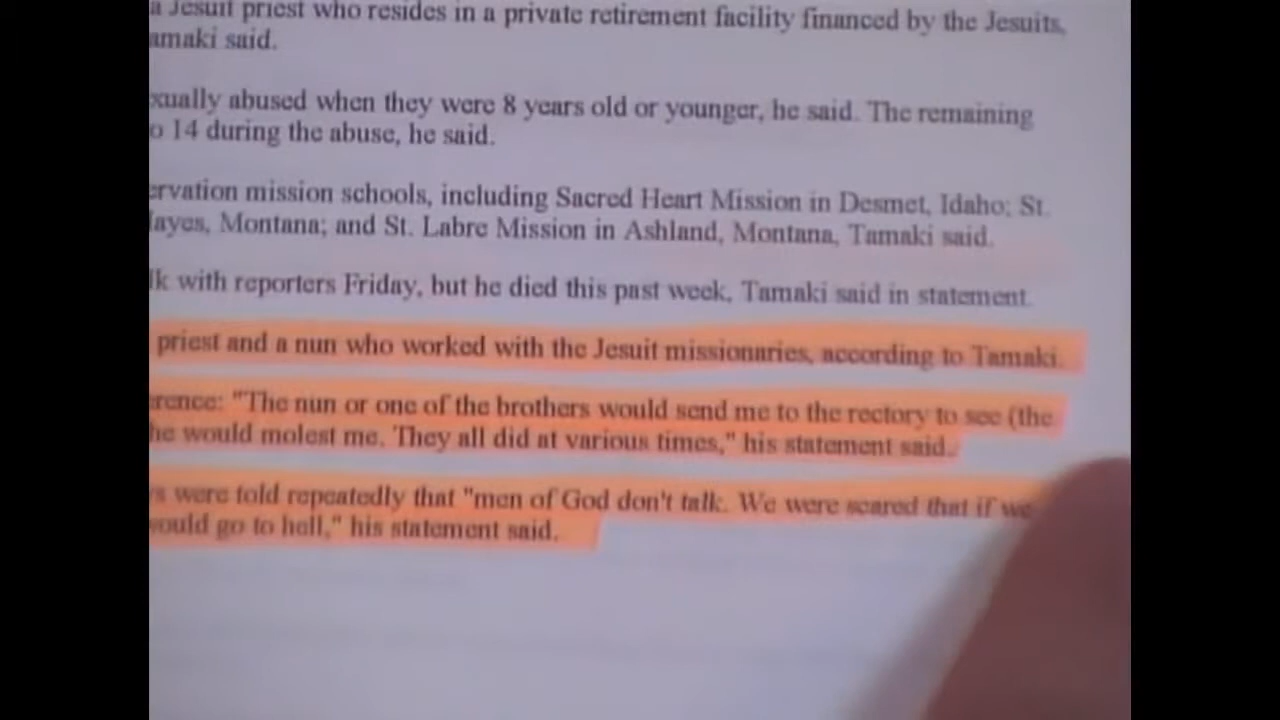 a Jesuit priest who resides in a private retirement facility financed by the Jesuits,
amaki said.
xually abused when they were 8 years old or younger, he said. The remaining
o 14 during the abuse, he said.
ervation mission schools, including Sacred Heart Mission in Desmet, Idaho; St.
Hayes, Montana; and St. Labre Mission in Ashland, Montana, Tamaki said.
lk with reporters Friday, but he died this past week, Tamaki said in statement.
priest and a nun who worked with the Jesuit missionaries, according to Tamaki.
erence: "The nun or one of the brothers would send me to the rectory to see (the
he would molest me. They all did at various times," his statement said.
s were told repeatedly that "men of God don't talk. We were scared that if we
would go to hell," his statement said.